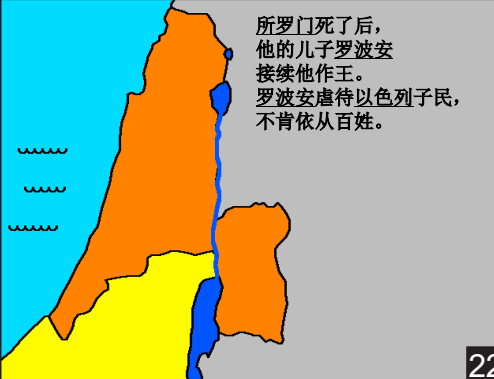 所罗门死了后，
他的儿子罗波安
接续他作王。
罗波安虐待以色列子民，
不肯依从百姓。
22